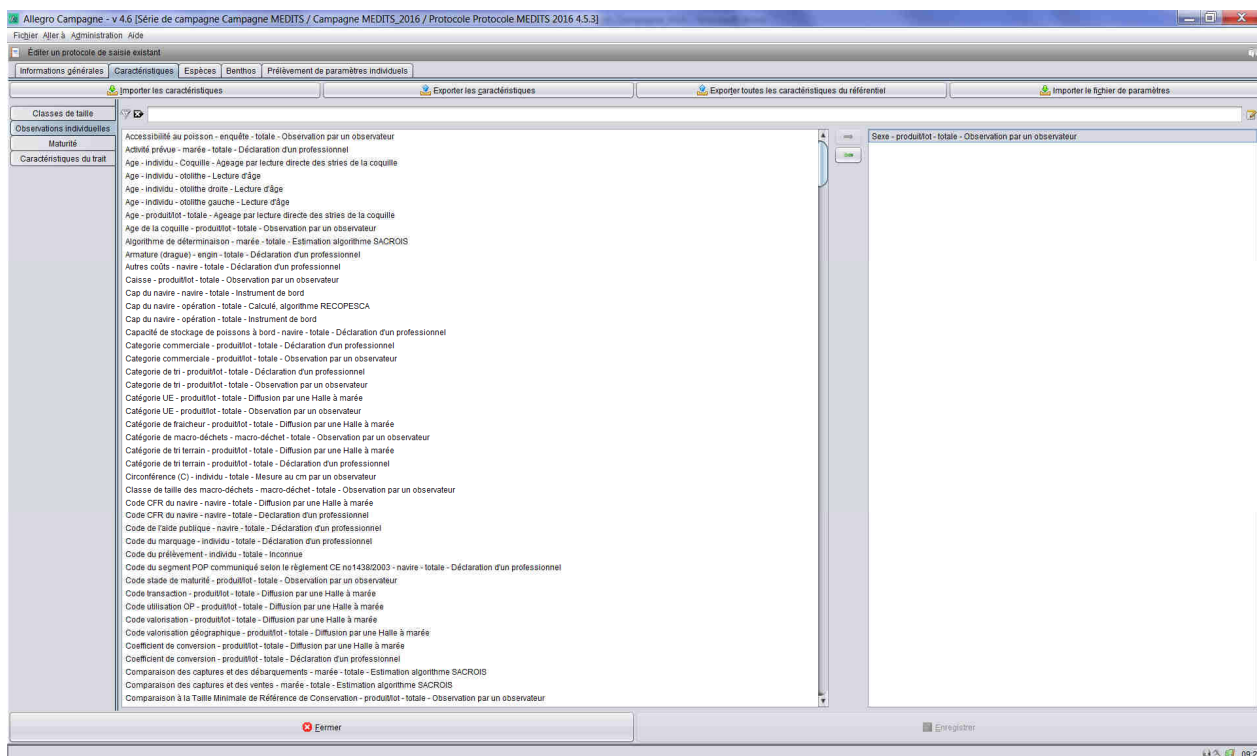 Allegro Campagne - v 4.6 [Série de campagne Campagne MEDITS / Campagne MEDITS_2016 / Protocole Protocole MEDITS 2016 4.5.3]
Fichier Aller à Administration Aide
Éditer un protocole de saisie existant
Informations générales Caractéristiques Espèces Benthos Prélèvement de paramètres individuels
Importer les caractéristiques Exporter les caractéristiques Exporter toutes les caractéristiques du référentiel Importer le fichier de paramètres
Classes de taille
Observations individuelles
Maturité
Caractéristiques du trait
Accessibilité au poisson - enquête - totale - Observation par un observateur
Activité prévue - marée - totale - Déclaration d'un professionnel
Age - individu - Coquille - Ageage par lecture directe des stries de la coquille
Age - individu - otolithe - Lecture d'âge
Age - individu - otolithe droite - Lecture d'âge
Age - individu - otolithe gauche - Lecture d'âge
Age - produit/lot - totale - Ageage par lecture directe des stries de la coquille
Age de la coquille - produit/lot - totale - Observation par un observateur
Algorithme de déterminaison - marée - totale - Estimation algorithme SACROIS
Armature (drague) - engin - totale - Déclaration d'un professionnel
Autres coûts - navire - totale - Déclaration d'un professionnel
Caisse - produit/lot - totale - Observation par un observateur
Cap du navire - navire - totale - Instrument de bord
Cap du navire - opération - totale - Calculé, algorithme RECOPESCA
Cap du navire - opération - totale - Instrument de bord
Capacité de stockage de poissons à bord - navire - totale - Déclaration d'un professionnel
Categorie commerciale - produit/lot - totale - Déclaration d'un professionnel
Categorie commerciale - produit/lot - totale - Observation par un observateur
Categorie de tri - produit/lot - totale - Déclaration d'un professionnel
Categorie de tri - produit/lot - totale - Observation par un observateur
Catégorie UE - produit/lot - totale - Diffusion par une Halle à marée
Catégorie UE - produit/lot - totale - Observation par un observateur
Catégorie de fraicheur - produit/lot - totale - Diffusion par une Halle à marée
Catégorie de macro-déchets - macro-déchet - totale - Observation par un observateur
Catégorie de tri terrain - produit/lot - totale - Diffusion par une Halle à marée
Catégorie de tri terrain - produit/lot - totale - Déclaration d'un professionnel
Circonférence (C) - individu - totale - Mesure au cm par un observateur
Classe de taille des macro-déchets - macro-déchet - totale - Observation par un observateur
Code CFR du navire - navire - totale - Diffusion par une Halle à marée
Code CFR du navire - navire - totale - Déclaration d'un professionnel
Code de l'aide publique - navire - totale - Déclaration d'un professionnel
Code du marquage - individu - totale - Déclaration d'un professionnel
Code du prélèvement - individu - totale - Inconnue
Code du segment POP communiqué selon le règlement CE no1438/2003 - navire - totale - Déclaration d'un professionnel
Code stade de maturité - produit/lot - totale - Observation par un observateur
Code transaction - produit/lot - totale - Diffusion par une Halle à marée
Code utilisation OP - produit/lot - totale - Diffusion par une Halle à marée
Code valorisation - produit/lot - totale - Diffusion par une Halle à marée
Code valorisation géographique - produit/lot - totale - Diffusion par une Halle à marée
Coefficient de conversion - produit/lot - totale - Diffusion par une Halle à marée
Coefficient de conversion - produit/lot - totale - Déclaration d'un professionnel
Comparaison des captures et des débarquements - marée - totale - Estimation algorithme SACROIS
Comparaison des captures et des ventes - marée - totale - Estimation algorithme SACROIS
Comparaison à la Taille Minimale de Référence de Conservation - produit/lot - totale - Observation par un observateur
Sexe - produit/lot - totale - Observation par un observateur
Fermer Enregistrer